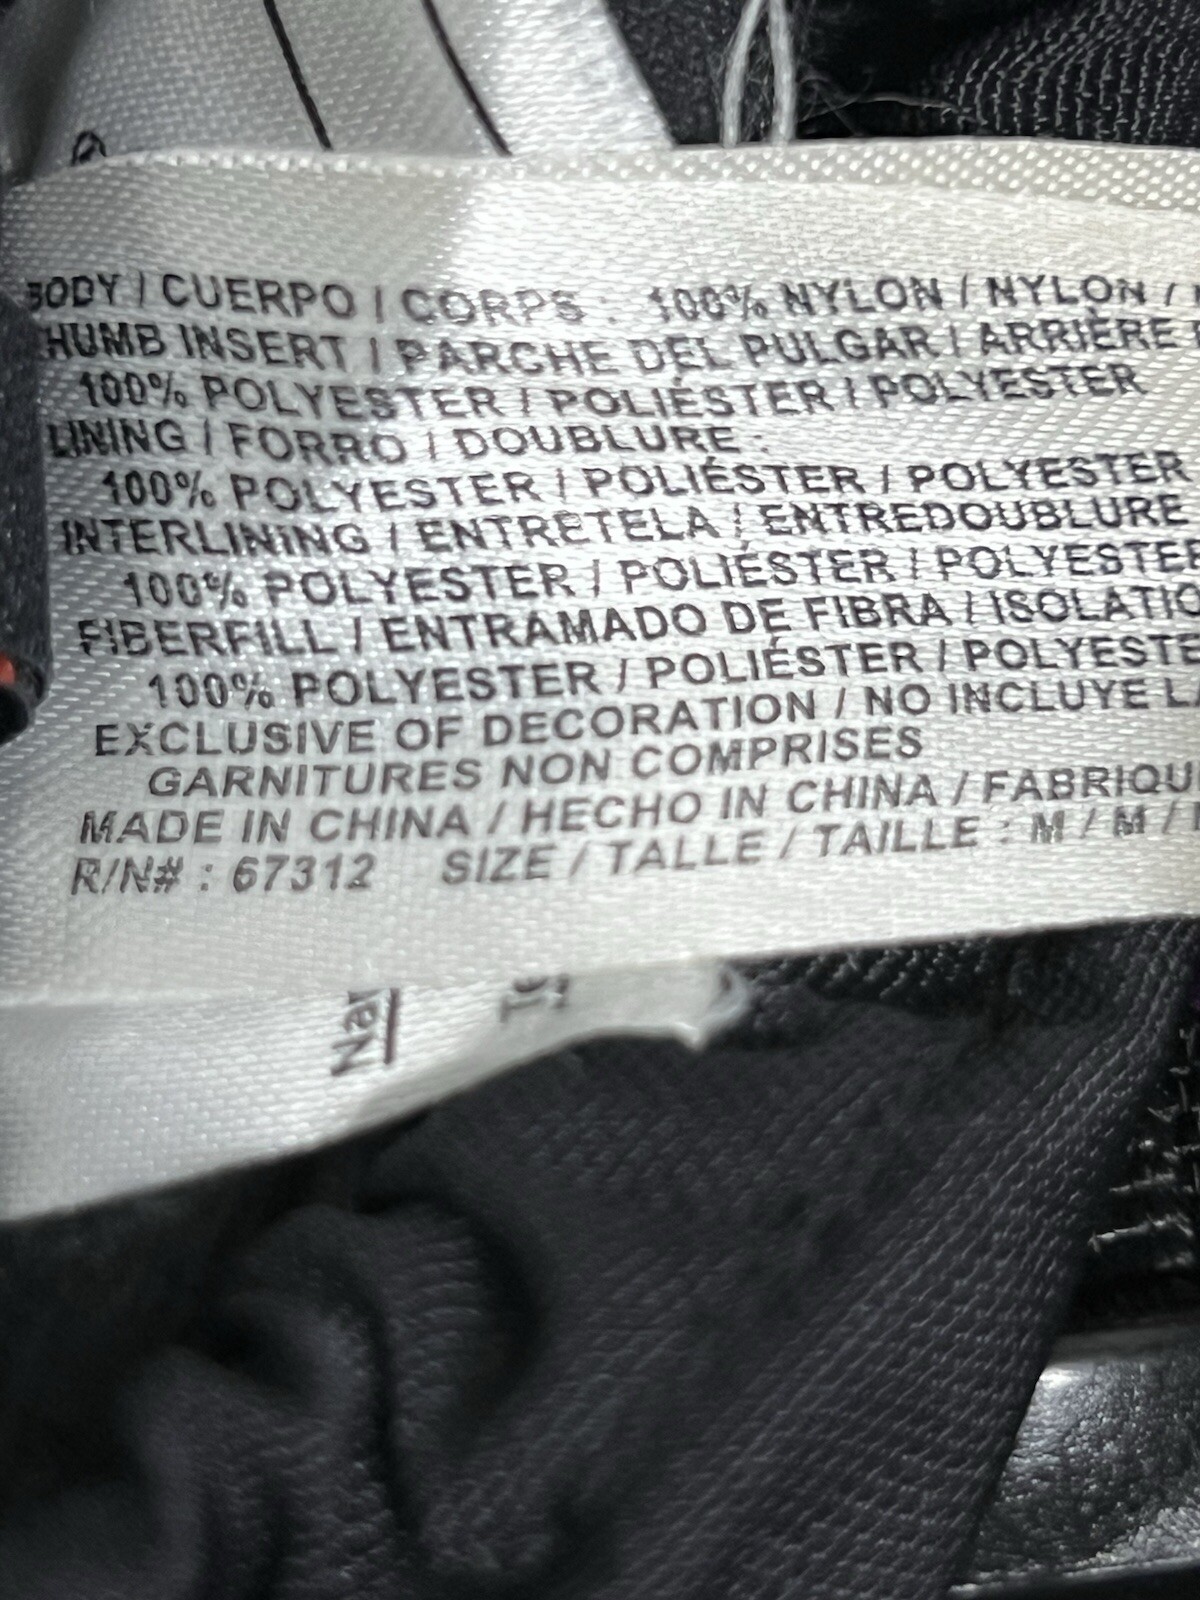 BODY / CUERPO / CORPS : 100% NYLON / NYLON /
HUMB INSERT / PARCHE DEL PULGAR / ARRIÈRE
100% POLYESTER / POLIÉSTER / POLYESTER
LINING / FORRO / DOUBLURE :
100% POLYESTER / POLIÉSTER / POLYESTER
INTERLINING / ENTRETELA / ENTREDOUBLURE
100% POLYESTER / POLIÉSTER / POLYESTER
FIBERFILL / ENTRAMADO DE FIBRA / ISOLATIO
100% POLYESTER / POLIÉSTER / POLYESTE
EXCLUSIVE OF DECORATION / NO INCLUYE L
GARNITURES NON COMPRISES
MADE IN CHINA / HECHO IN CHINA / FABRIQU
R/N# : 67312 SIZE / TALLE / TAILLE : M / M /
Nar